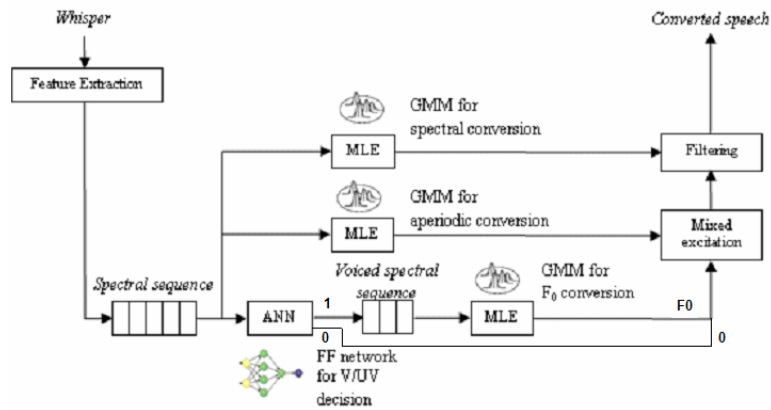 Whisper
Converted speech
Feature Extraction
GMM for
spectral conversion
MLE
Filtering
GMM for
aperiodic conversion
MLE
Mixed
excitation
Spectral sequence
Voiced spectral
sequence
GMM for
F₀ conversion
ANN
1
0
MLE
F0
0
FF network
for V/UV
decision